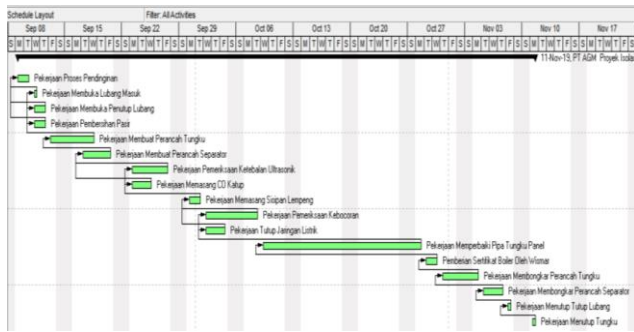 Schedule Layout Filter: All Activities
Sep 08 Sep 15 Sep 22 Sep 29 Oct 06 Oct 13 Oct 20 Oct 27 Nov 03 Nov 10 Nov 17
S M T W T F S S M T W T F S S M T W T F S S M T W T F S S M T W T F S S M T W T F S S M T W T F S S M T W T F S S M T W T F S S M T W T F S S M T W T F S
11-Nov-19, PT AGM Proyek Isolas
Pekerjaan Proses Pendinginan
Pekerjaan Membuka Lubang Masuk
Pekerjaan Membuka Penutup Lubang
Pekerjaan Pembersihan Pasir
Pekerjaan Membuat Perancah Tungku
Pekerjaan Membuat Perancah Separator
Pekerjaan Pemeriksaan Ketebalan Ultrasonik
Pekerjaan Memasang CO Katup
Pekerjaan Memasang Sisipan Lempeng
Pekerjaan Pemeriksaan Kebocoran
Pekerjaan Tutup Jaringan Listrik
Pekerjaan Memperbaiki Pipa Tungku Panel
Pemberian Sertifikat Boiler Oleh Wismar
Pekerjaan Membongkar Perancah Tungku
Pekerjaan Membongkar Perancah Separator
Pekerjaan Menutup Tutup Lubang
Pekerjaan Menutup Tungku